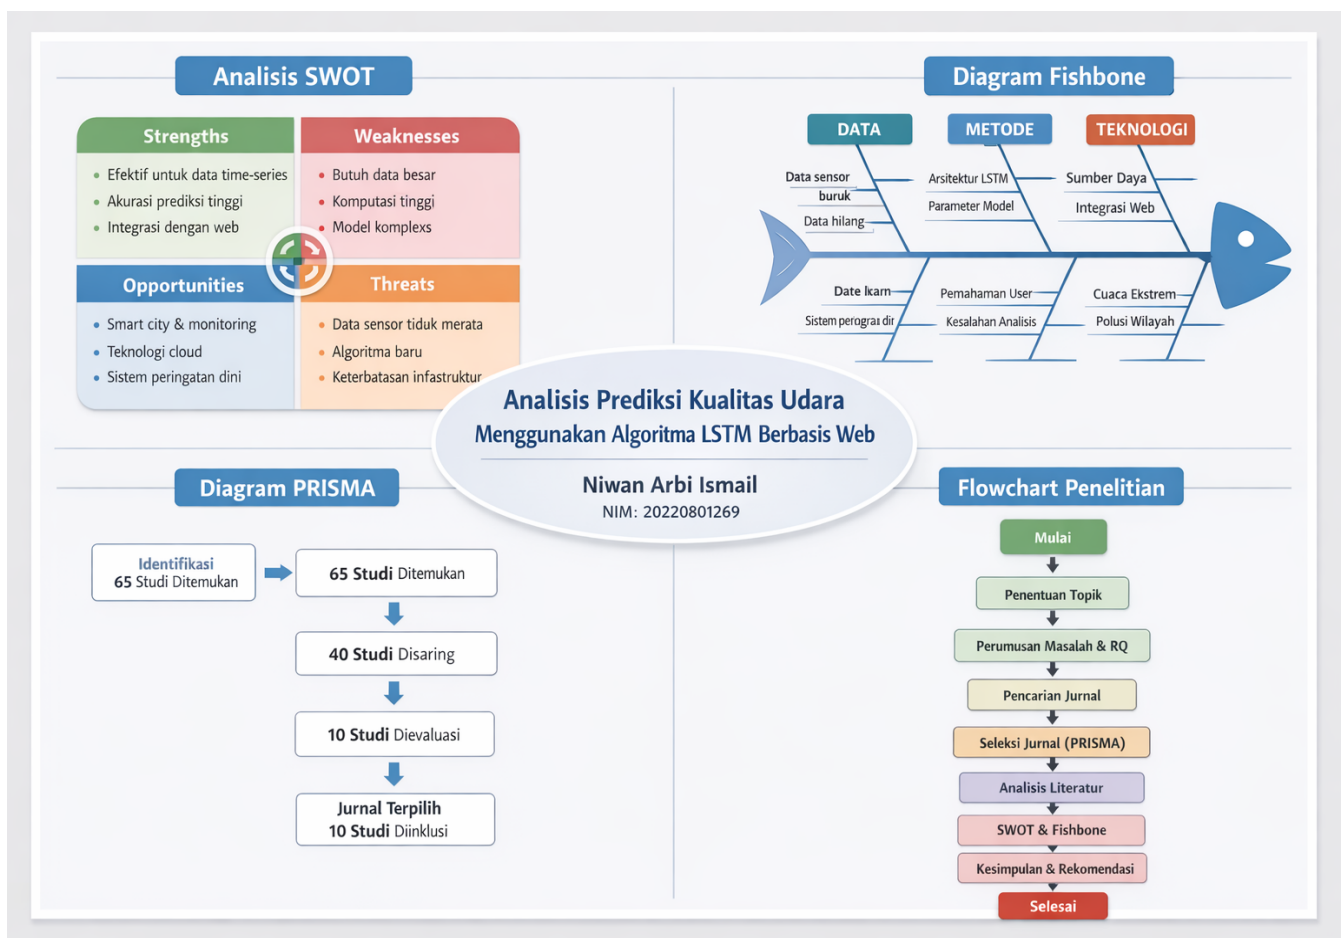 Analisis SWOT
Strengths
Efektif untuk data time-series
Akurasi prediksi tinggi
Integrasi dengan web
Weaknesses
Butuh data besar
Komputasi tinggi
Model komplexs
Opportunities
Smart city & monitoring
Teknologi cloud
Sistem peringatan dini
Threats
Data sensor tiduk merata
Algoritma baru
Keterbatasan infastruktur
Diagram Fishbone
DATA
METODE
TEKNOLOGI
Data sensor
buruk
Data hilang
Arsitektur LSTM
Parameter Model
Sumber Daya
Integrasi Web
Date
Sistem
Pemahaman User
Kesalahan Analisis
Cuaca Ekstrem
Polusi Wilayah
Analisis Prediksi Kualitas Udara
Menggunakan Algoritma LSTM Berbasis Web
Niwan Arbi Ismail
NIM: 20220801269
Diagram PRISMA
Identifikasi
65 Studi Ditemukan
65 Studi Ditemukan
40 Studi Disaring
10 Studi Dievaluasi
Jurnal Terpilih
10 Studi Diinklusi
Flowchart Penelitian
Mulai
Penentuan Topik
Perumusan Masalah & RQ
Pencarian Jurnal
Seleksi Jurnal (PRISMA)
Analisis Literatur
SWOT & Fishbone
Kesimpulan & Rekomendasi
Selesai